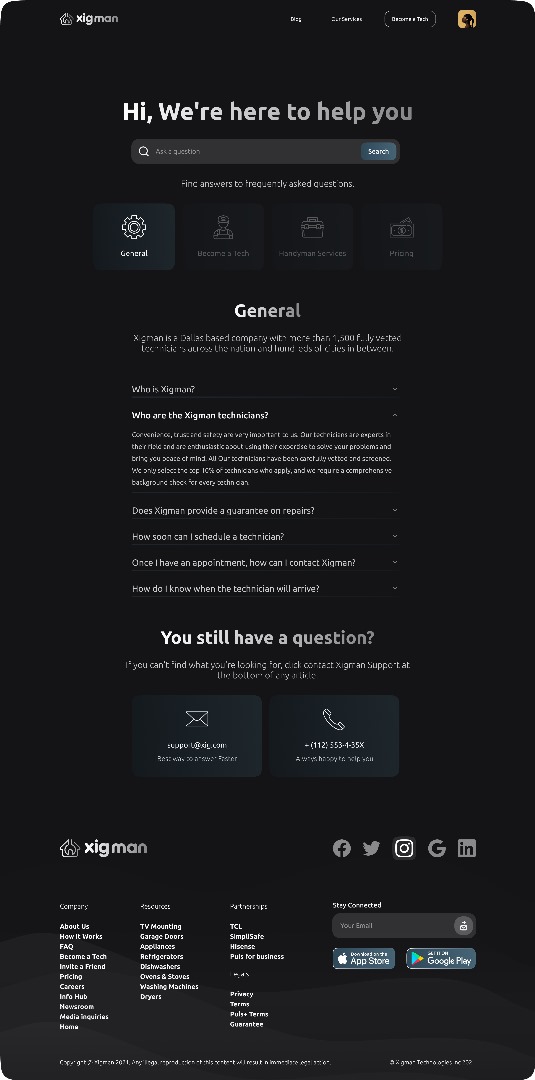 xigman
Blog
Our Services
Become a Tech
Hi, We're here to help you
Ask a question
Search
Find answers to frequently asked questions.
General
Become a Tech
Handyman Services
Pricing
General
Xigman is a Dallas based company with more than 1,500 fully vetted
technicians across the nation and hundreds of cities in between.
Who is Xigman?
Who are the Xigman technicians?
Convenience, trust and safety are very important to us. Our technicians are experts in
their field and are enthusiastic about using their expertise to solve your problems and
bring you peace of mind. All Our technicians have been carefully vetted and screened.
We only select the top 10% of technicians who apply, and we require a comprehensive
background check for every technician.
Does Xigman provide a guarantee on repairs?
How soon can I schedule a technician?
Once I have an appointment, how can I contact Xigman?
How do I know when the technician will arrive?
You still have a question?
If you can't find what you're looking for, click contact Xigman Support at
the bottom of any article.
support@xig.com
Best way to answer Faster
+ (112) 553-4-35X
Always happy to help you
xigman
Company
About Us
How It Works
FAQ
Become a Tech
Invite a Friend
Pricing
Careers
Info Hub
Newsroom
Media inquiries
Home
Resources
TV Mounting
Garage Doors
Appliances
Refrigerators
Dishwashers
Ovens & Stoves
Washing Machines
Dryers
Partnerships
TCL
SimpliSafe
Hisense
Puls for business
Legals
Privacy
Terms
Puls+ Terms
Guarantee
Stay Connected
Your Email
Download on the
App Store
GET IT ON
Google Play
Copyright Xigman 2021, Any illegal reproduction of this content will result in immediate legal action.
© Xigman Technologies Inc 202